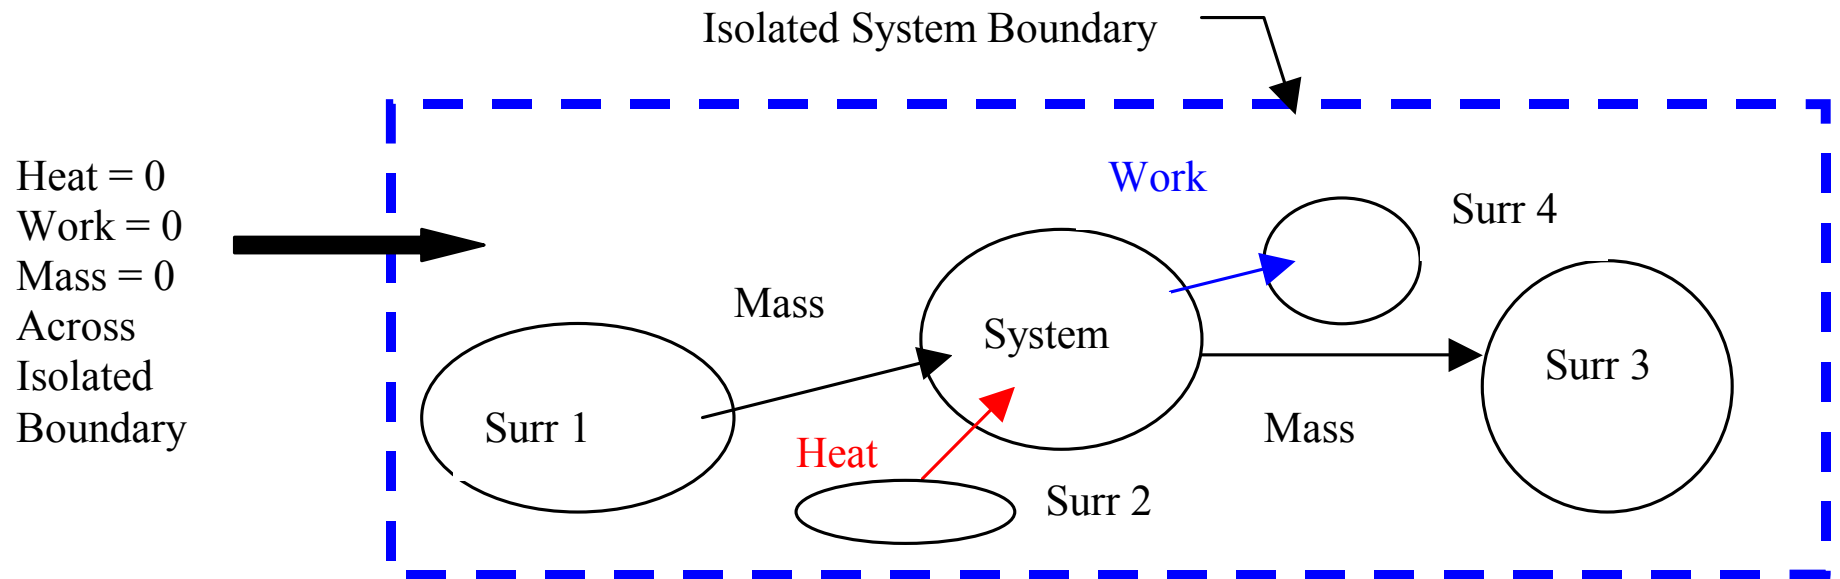 Isolated System Boundary
Heat = 0
Work = 0
Mass = 0
Across
Isolated
Boundary
Work
Surr 4
Mass
System
Surr 3
Surr 1
Heat
Mass
Surr 2